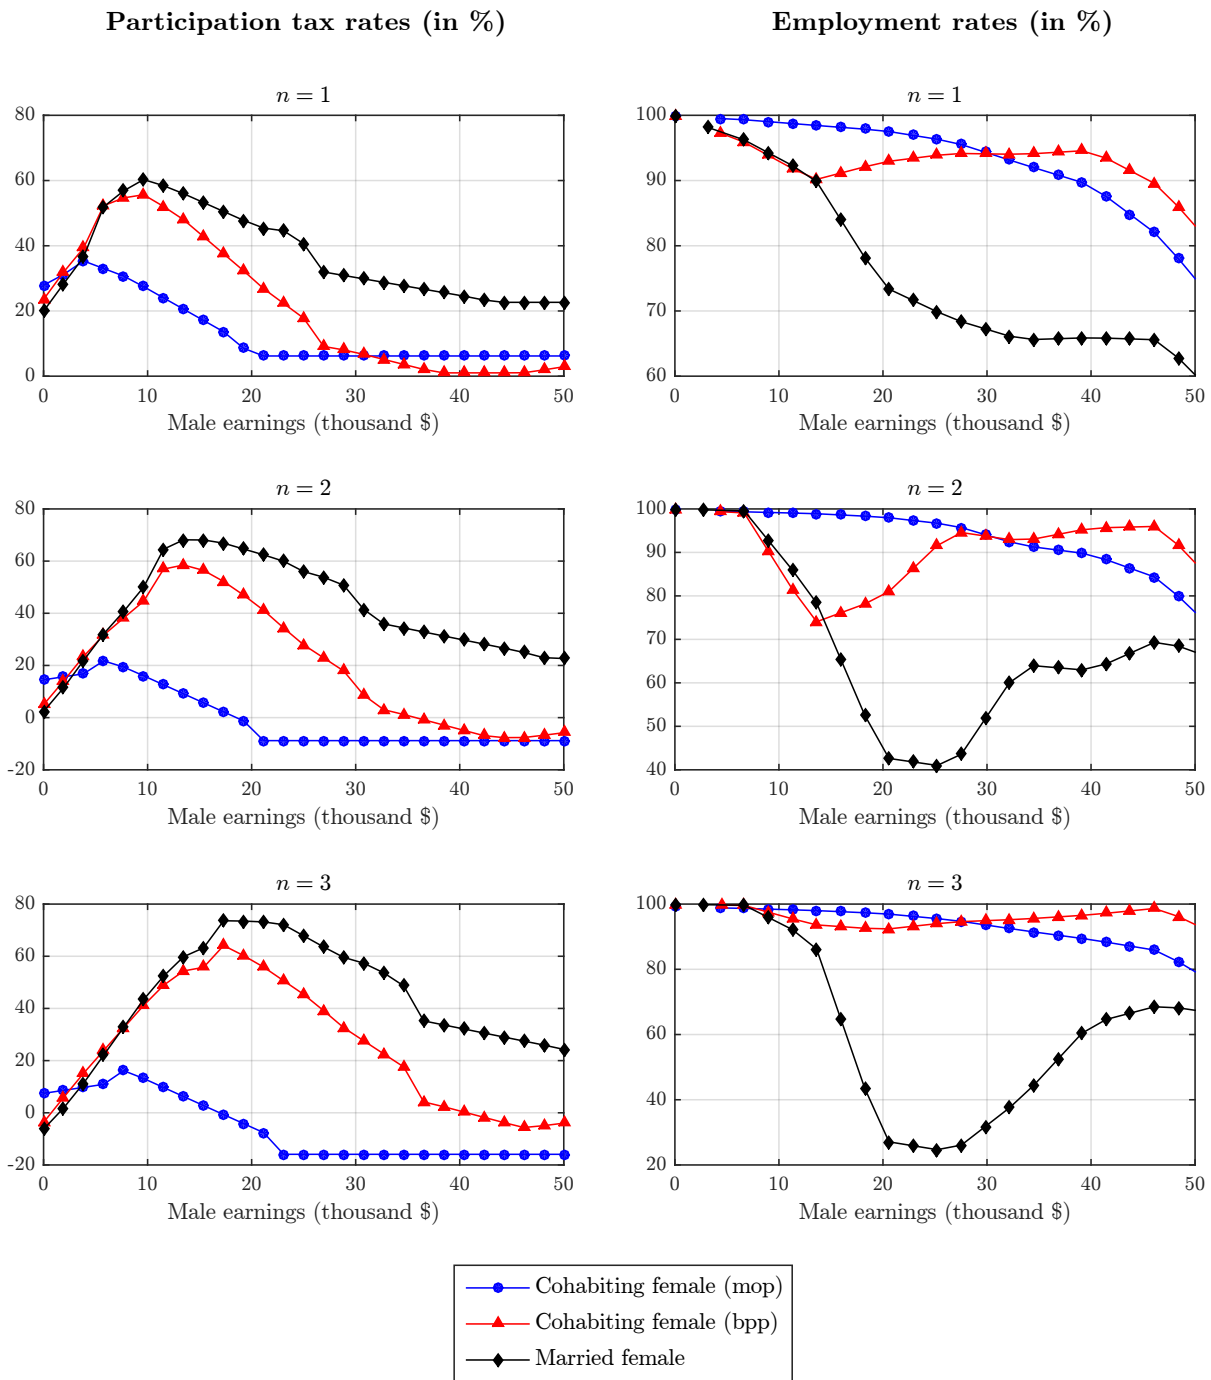 Participation tax rates (in %)
Employment rates (in %)
n = 1
80
60
40
20
0
0 10 20 30 40 50
Male earnings (thousand $)
n = 1
100
90
80
70
60
0 10 20 30 40 50
Male earnings (thousand $)
n = 2
80
60
40
20
0
-20
0 10 20 30 40 50
Male earnings (thousand $)
n = 2
100
90
80
70
60
50
40
0 10 20 30 40 50
Male earnings (thousand $)
n = 3
80
60
40
20
0
-20
0 10 20 30 40 50
Male earnings (thousand $)
n = 3
100
80
60
40
20
0 10 20 30 40 50
Male earnings (thousand $)
Cohabiting female (mop)
Cohabiting female (bpp)
Married female